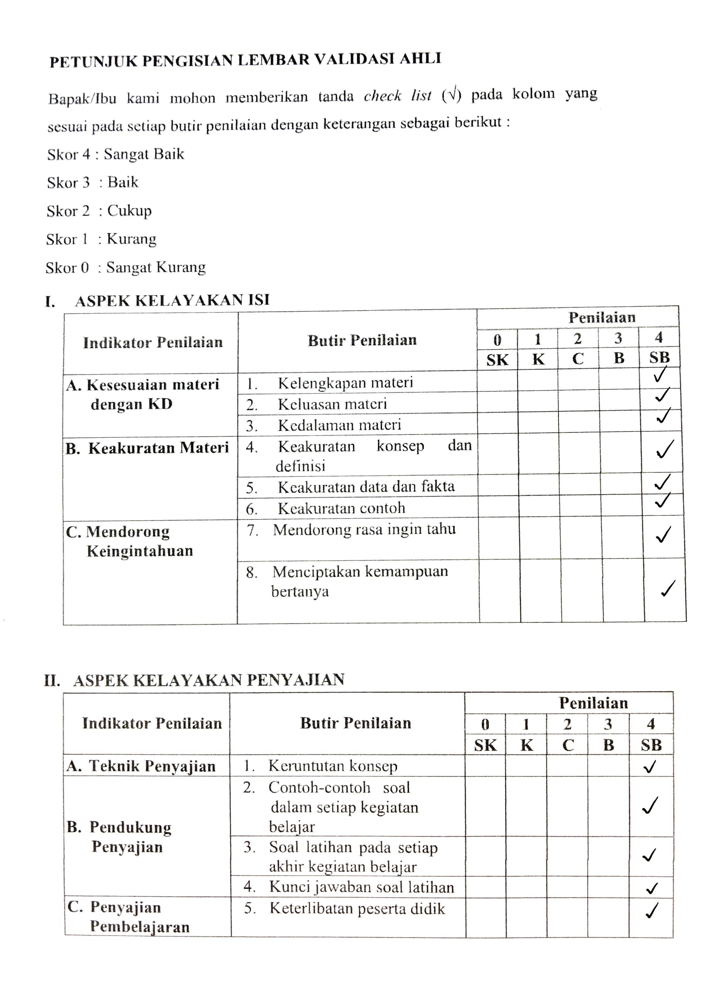 PETUNJUK PENGISIAN LEMBAR VALIDASI AHLI
Bapak/Ibu kami mohon memberikan tanda check list (√) pada kolom yang
sesuai pada setiap butir penilaian dengan keterangan sebagai berikut :
Skor 4 : Sangat Baik
Skor 3 : Baik
Skor 2 : Cukup
Skor 1 : Kurang
Skor 0 : Sangat Kurang
I. ASPEK KELAYAKAN ISI
Indikator Penilaian Butir Penilaian Penilaian
0 1 2 3 4
SK K C B SB
A. Kesesuaian materi 1. Kelengkapan materi ✓
dengan KD 2. Keluasan materi ✓
3. Kedalaman materi ✓
B. Keakuratan Materi 4. Keakuratan konsep dan ✓
definisi
5. Keakuratan data dan fakta ✓
6. Keakuratan contoh ✓
C. Mendorong 7. Mendorong rasa ingin tahu ✓
Keingintahuan
8. Menciptakan kemampuan
bertanya ✓
II. ASPEK KELAYAKAN PENYAJIAN
Indikator Penilaian Butir Penilaian Penilaian
0 1 2 3 4
SK K C B SB
A. Teknik Penyajian 1. Keruntutan konsep ✓
2. Contoh-contoh soal
dalam setiap kegiatan ✓
B. Pendukung belajar
Penyajian 3. Soal latihan pada setiap ✓
akhir kegiatan belajar
4. Kunci jawaban soal latihan ✓
C. Penyajian 5. Keterlibatan peserta didik ✓
Pembelajaran